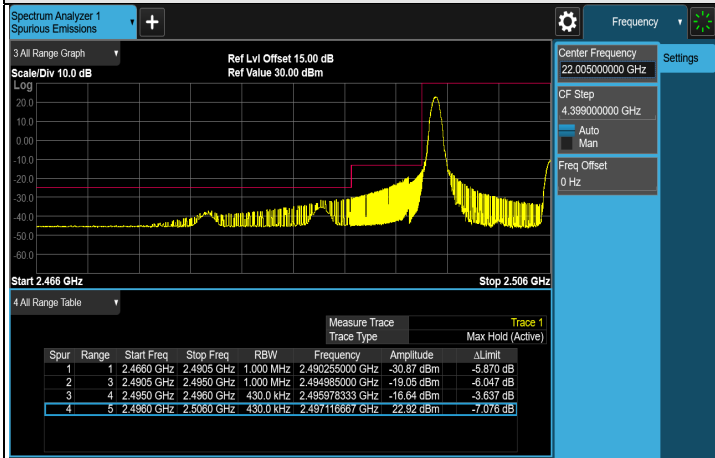 Spectrum Analyzer 1
Spurious Emissions
+
Frequency
3 All Range Graph
Ref Lvl Offset 15.00 dB
Scale/Div 10.0 dB
Ref Value 30.00 dBm
Log
20.0
10.0
0.00
-10.0
-20.0
-30.0
-40.0
-50.0
-60.0
Start 2.466 GHz
Stop 2.506 GHz
Center Frequency
22.005000000 GHz
Settings
CF Step
4.399000000 GHz
Auto
Man
Freq Offset
0 Hz
4 All Range Table
Measure Trace Trace 1
Trace Type Max Hold (Active)
Spur Range Start Freq Stop Freq RBW Frequency Amplitude ΔLimit
1 1 2.4660 GHz 2.4905 GHz 1.000 MHz 2.490255000 GHz -30.87 dBm -5.870 dB
2 3 2.4905 GHz 2.4950 GHz 1.000 MHz 2.494985000 GHz -19.05 dBm -6.047 dB
3 4 2.4950 GHz 2.4960 GHz 430.0 kHz 2.495978333 GHz -16.64 dBm -3.637 dB
4 5 2.4960 GHz 2.5060 GHz 430.0 kHz 2.497116667 GHz 22.92 dBm -7.076 dB